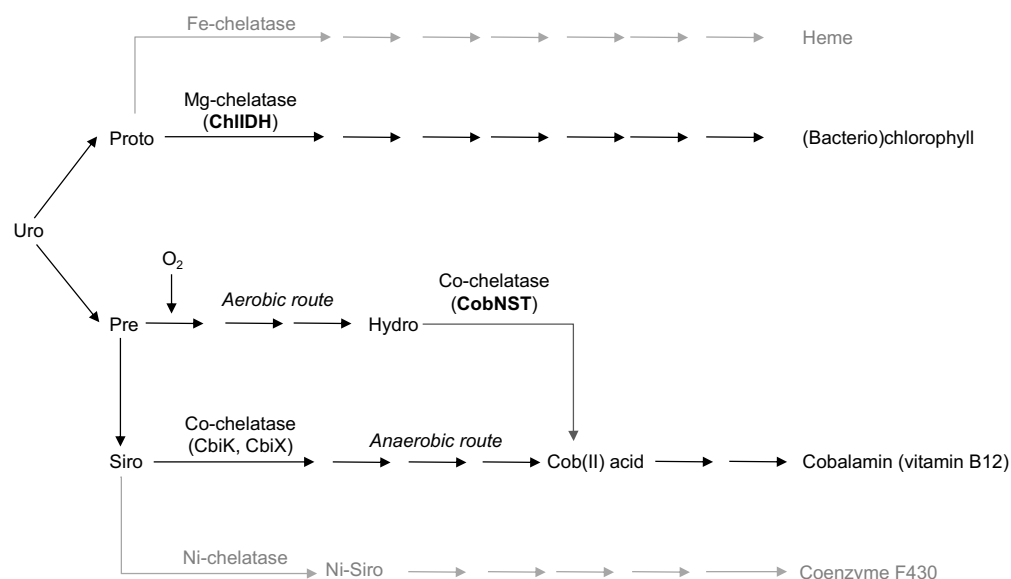 Fe-chelatase
Heme
Mg-chelatase
(ChlIDH)
Proto
(Bacterio)chlorophyll
Uro
O₂
Aerobic route
Co-chelatase
(CobNST)
Pre
Hydro
Co-chelatase
(CbiK, CbiX)
Anaerobic route
Siro
Cob(II) acid
Cobalamin (vitamin B12)
Ni-chelatase
Ni-Siro
Coenzyme F430